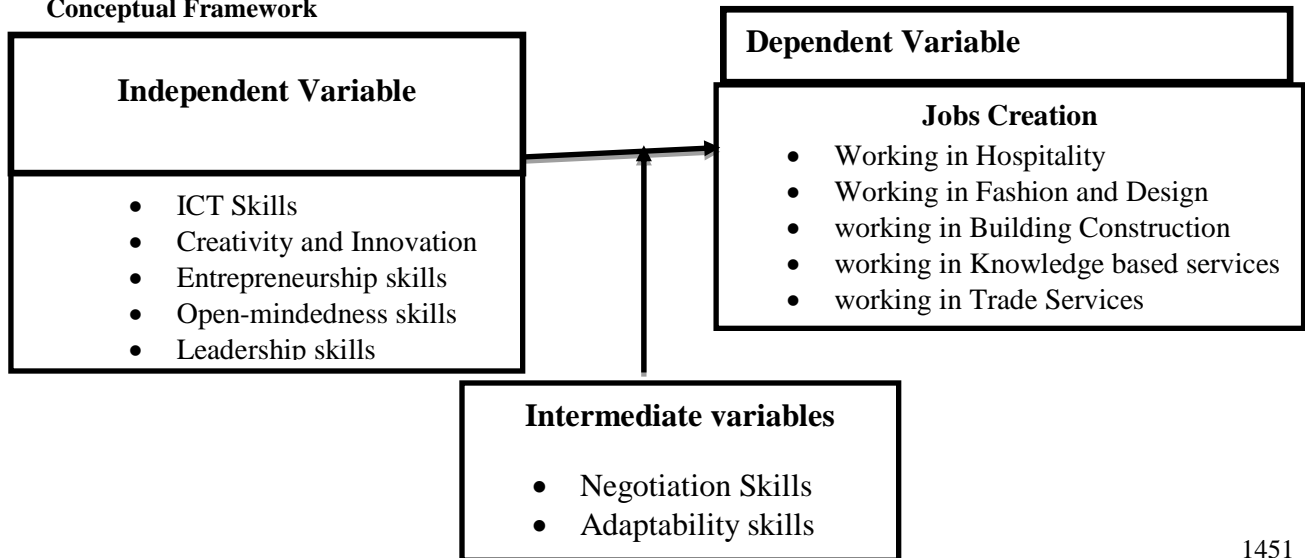 Conceptual Framework
Independent Variable
• ICT Skills
• Creativity and Innovation
• Entrepreneurship skills
• Open-mindedness skills
• Leadership skills
Dependent Variable
Jobs Creation
• Working in Hospitality
• Working in Fashion and Design
• working in Building Construction
• working in Knowledge based services
• working in Trade Services
Intermediate variables
• Negotiation Skills
• Adaptability skills
1451